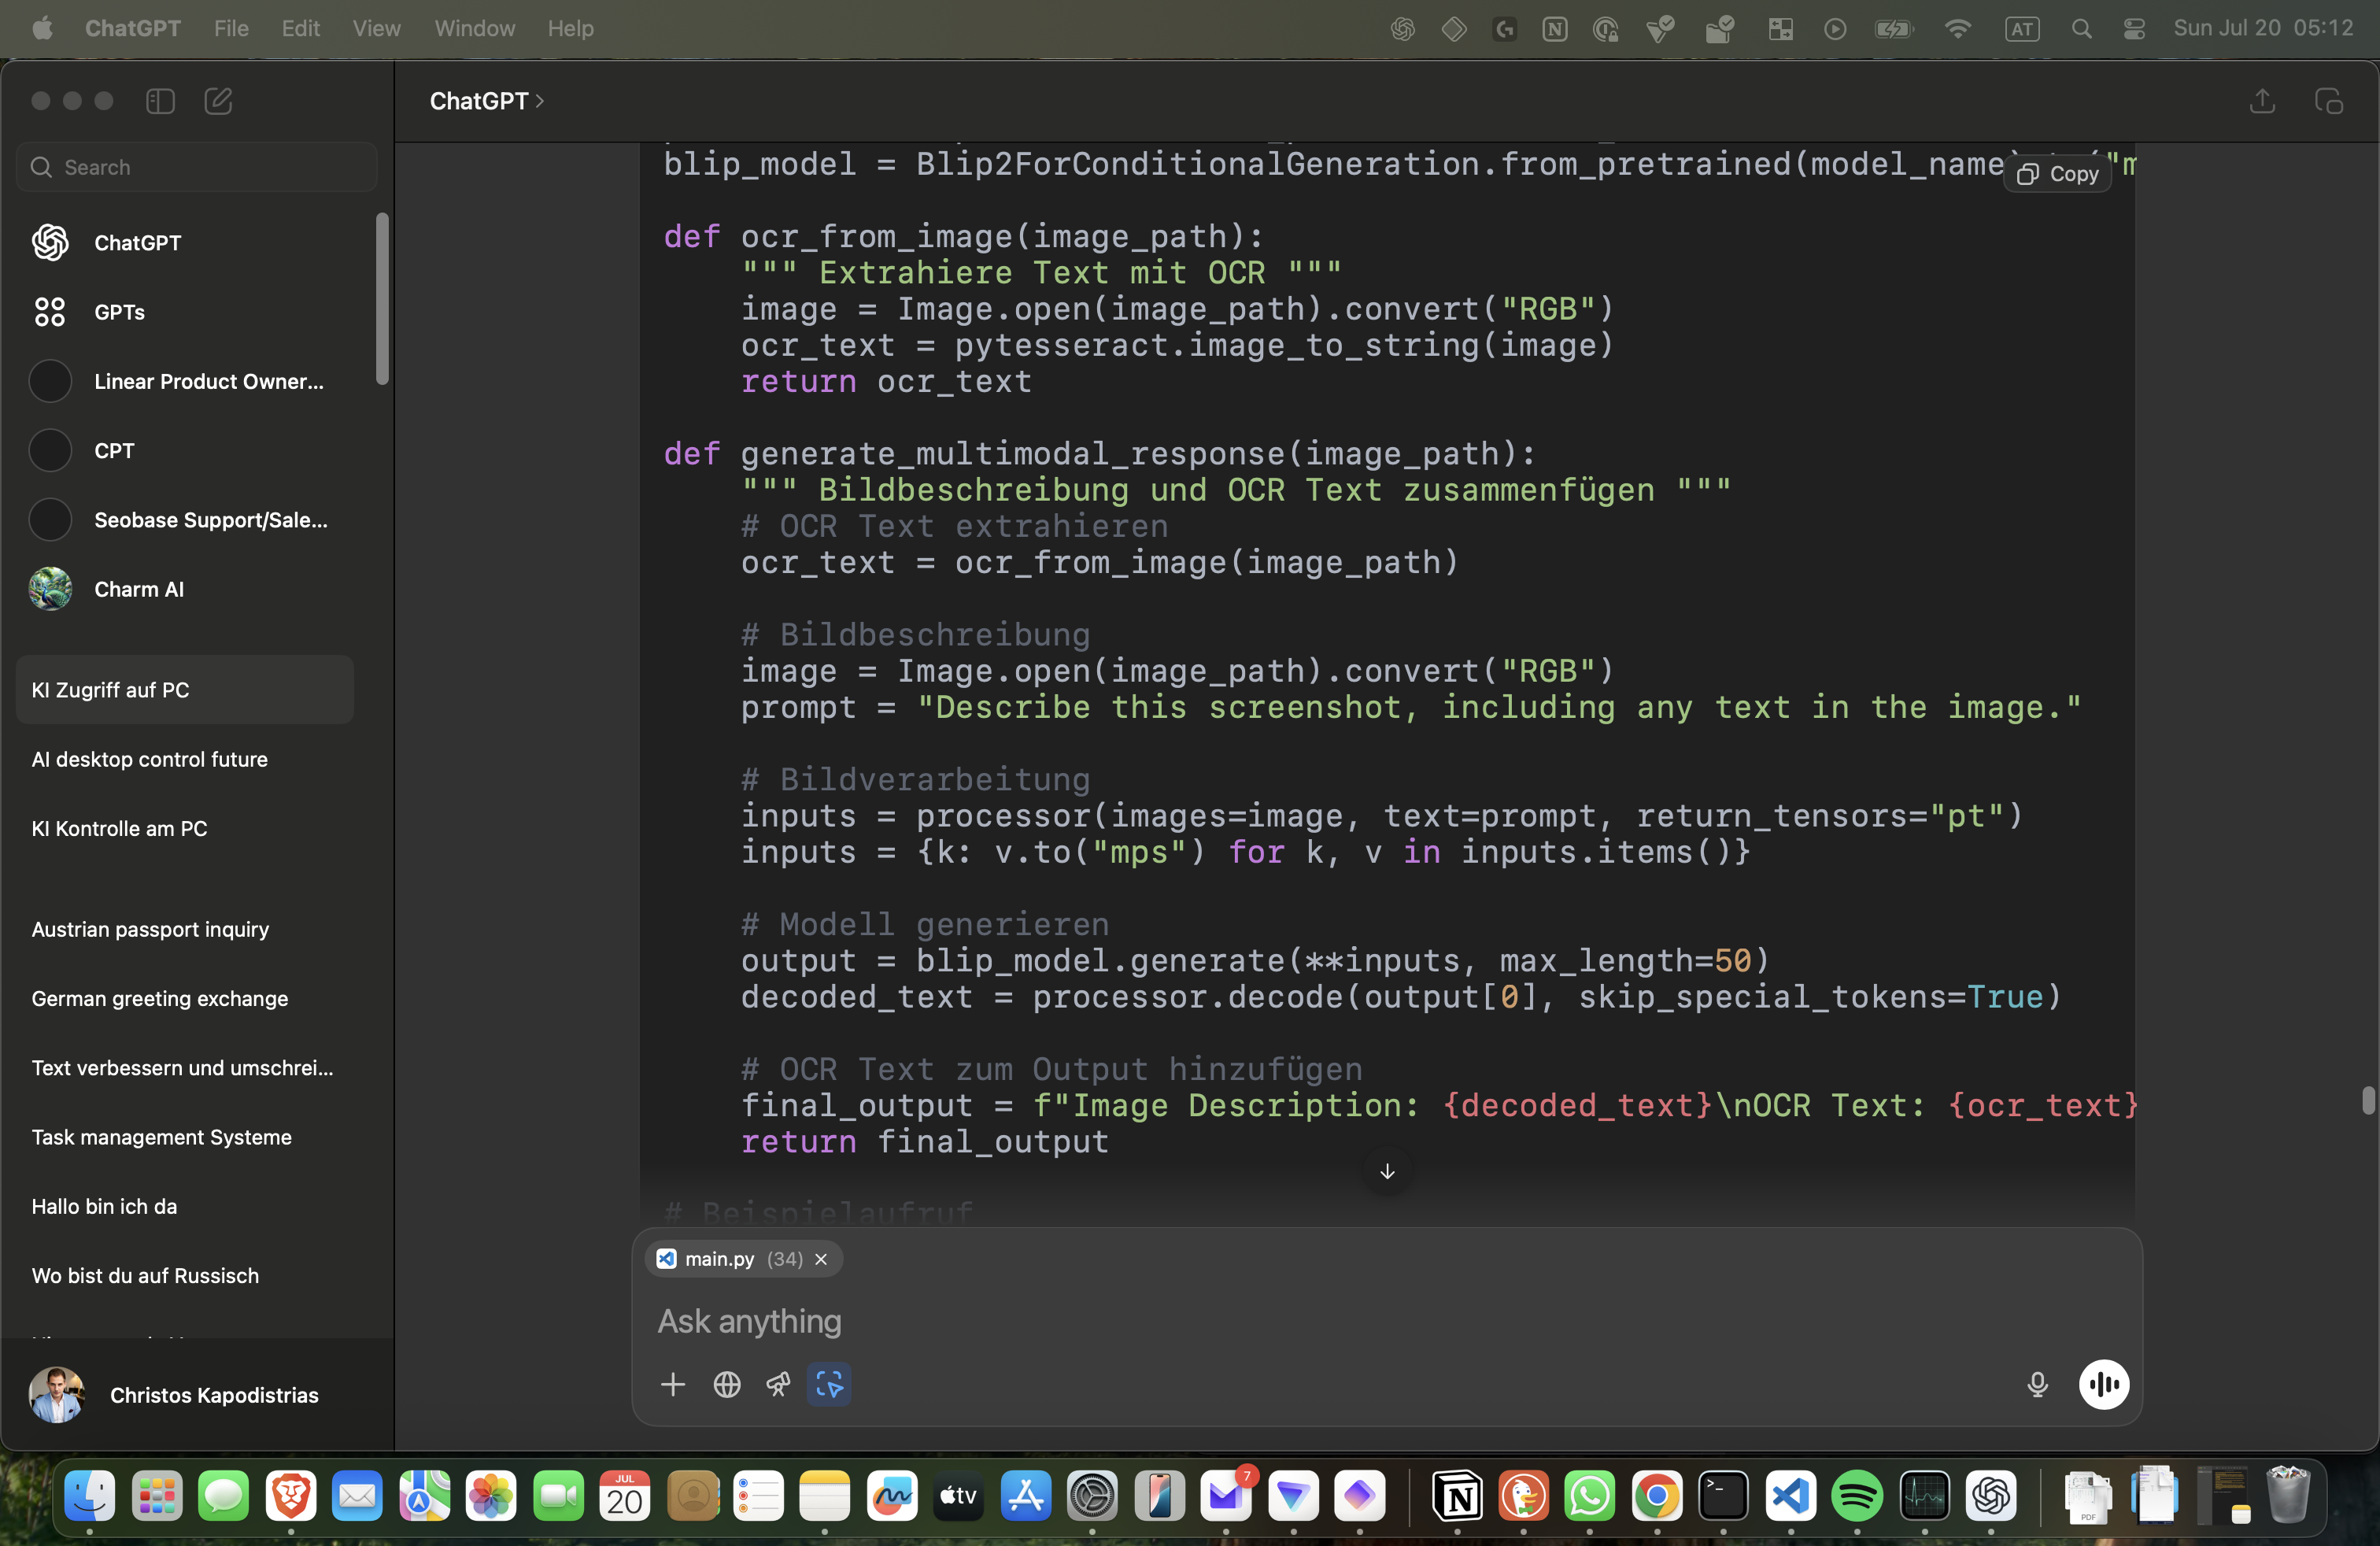 ChatGPT File Edit View Window Help
AT Sun Jul 20 05:12
Search
ChatGPT
GPTs
Linear Product Owner...
CPT
Seobase Support/Sale...
Charm AI
KI Zugriff auf PC
AI desktop control future
KI Kontrolle am PC
Austrian passport inquiry
German greeting exchange
Text verbessern und umschrei...
Task management Systeme
Hallo bin ich da
Wo bist du auf Russisch
Christos Kapodistrias
ChatGPT
Copy
blip_model = Blip2ForConditionalGeneration.from_pretrained(model_name) "m
def ocr_from_image(image_path):
""" Extrahiere Text mit OCR """
image = Image.open(image_path).convert("RGB")
ocr_text = pytesseract.image_to_string(image)
return ocr_text
def generate_multimodal_response(image_path):
""" Bildbeschreibung und OCR Text zusammenfügen """
# OCR Text extrahieren
ocr_text = ocr_from_image(image_path)
# Bildbeschreibung
image = Image.open(image_path).convert("RGB")
prompt = "Describe this screenshot, including any text in the image."
# Bildverarbeitung
inputs = processor(images=image, text=prompt, return_tensors="pt")
inputs = {k: v.to("mps") for k, v in inputs.items()}
# Modell generieren
output = blip_model.generate(**inputs, max_length=50)
decoded_text = processor.decode(output[0], skip_special_tokens=True)
# OCR Text zum Output hinzufügen
final_output = f"Image Description: {decoded_text}\nOCR Text: {ocr_text}
return final_output
# Beispielaufruf
main.py (34)
Ask anything
JUL
20
tv
7
PDF